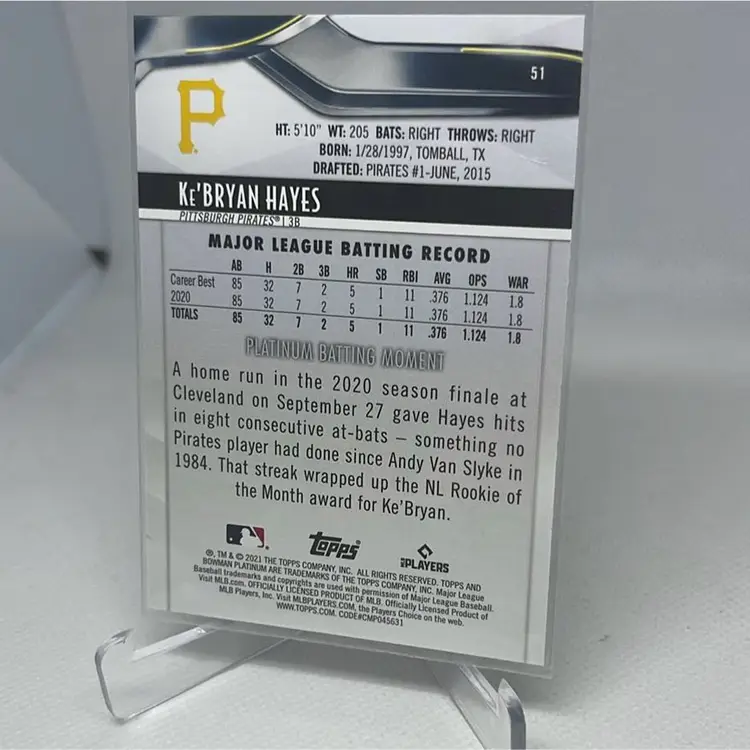 51
P
HT: 5'10" WT: 205 BATS: RIGHT THROWS: RIGHT
BORN: 1/28/1997, TOMBALL, TX
DRAFTED: PIRATES #1-JUNE, 2015
KE'BRYAN HAYES
PITTSBURGH PIRATES® | 3B
MAJOR LEAGUE BATTING RECORD
AB H 2B 3B HR SB RBI AVG OPS WAR
Career Best 85 32 7 2 5 1 11 .376 1.124 1.8
2020 85 32 7 2 5 1 11 .376 1.124 1.8
TOTALS 85 32 7 2 5 1 11 .376 1.124 1.8
PLATINUM BATTING MOMENT
A home run in the 2020 season finale at
Cleveland on September 27 gave Hayes hits
in eight consecutive at-bats – something no
Pirates player had done since Andy Van Slyke in
1984. That streak wrapped up the NL Rookie of
the Month award for Ke'Bryan.
Topps®
MLB PLAYERS
®, TM & © 2021 THE TOPPS COMPANY, INC. ALL RIGHTS RESERVED. TOPPS AND
BOWMAN PLATINUM ARE TRADEMARKS OF THE TOPPS COMPANY, INC. Major League
Baseball trademarks and copyrights are used with permission of Major League Baseball.
Visit MLB.com. OFFICIALLY LICENSED PRODUCT OF MLB. Officially Licensed Product of
MLB Players, Inc. Visit MLBPLAYERS.COM, the Players Choice on the web.
WWW.TOPPS.COM. CODE#CMP045631